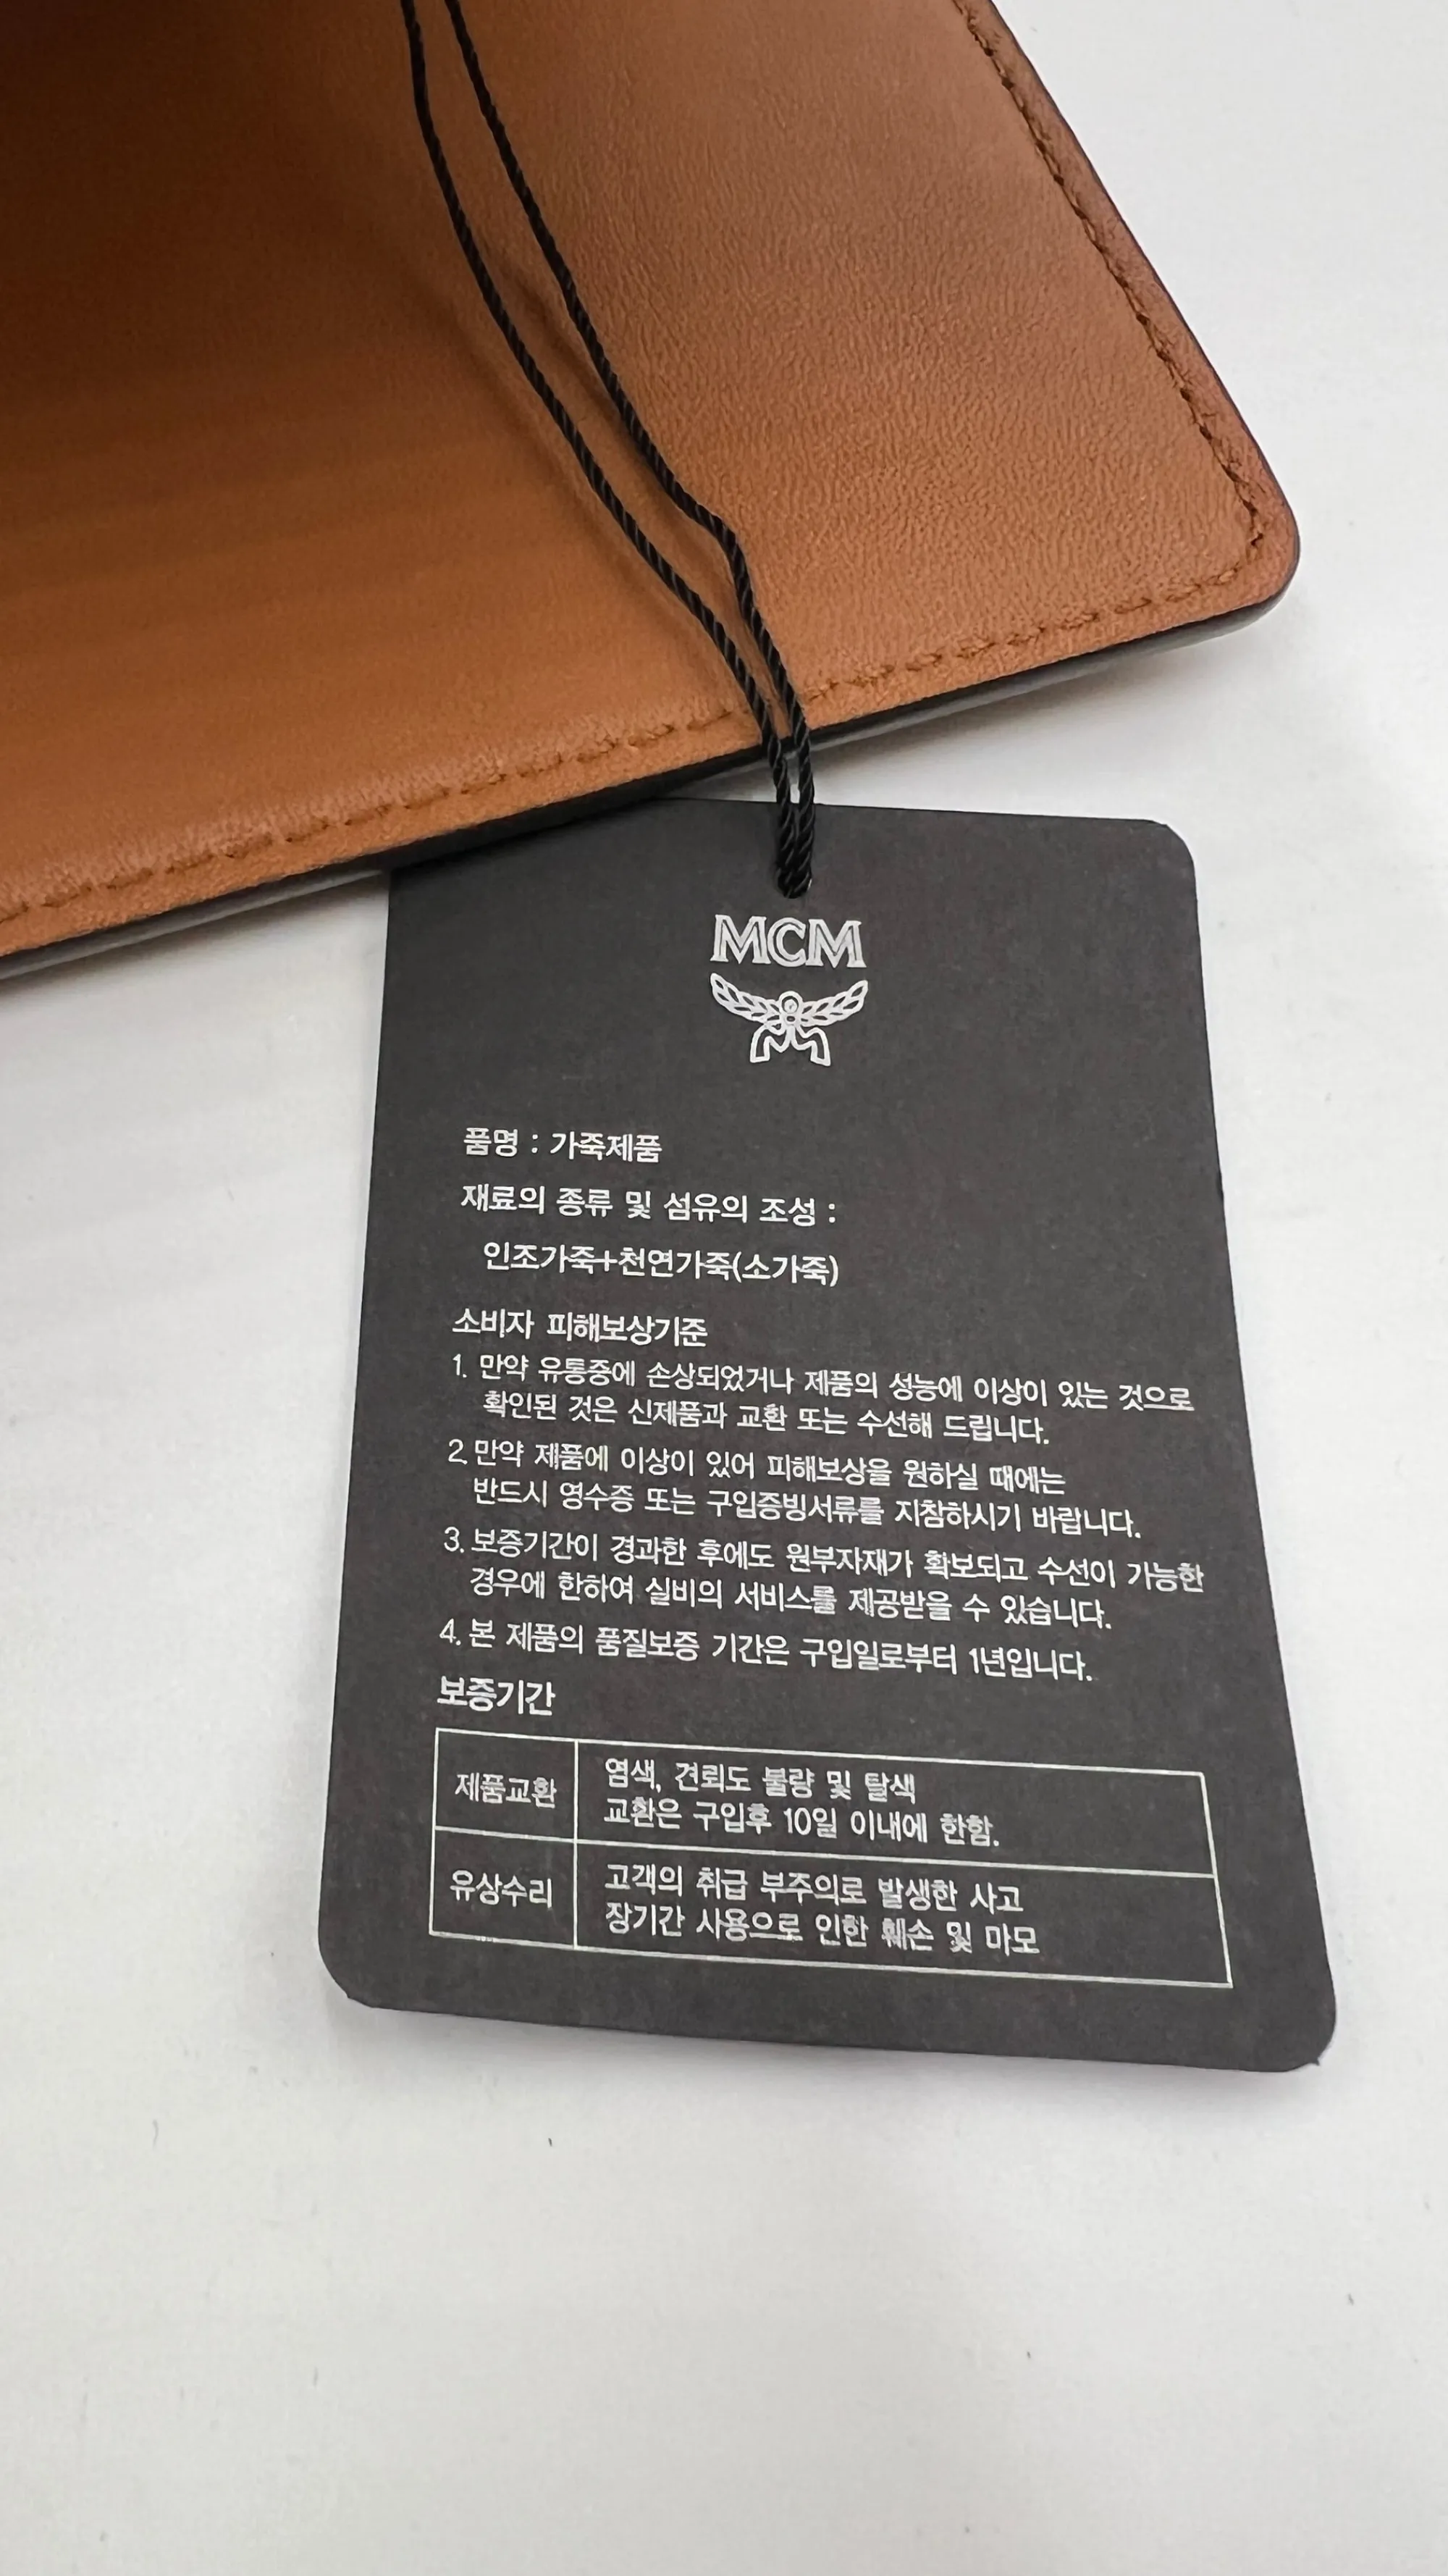 MCM
품명 : 가죽제품
재료의 종류 및 섬유의 조성 :
인조가죽+천연가죽(소가죽)
소비자 피해보상기준
1. 만약 유통중에 손상되었거나 제품의 성능에 이상이 있는 것으로
확인된 것은 신제품과 교환 또는 수선해 드립니다.
2. 만약 제품에 이상이 있어 피해보상을 원하실 때에는
반드시 영수증 또는 구입증빙서류를 지참하시기 바랍니다.
3. 보증기간이 경과한 후에도 원부자재가 확보되고 수선이 가능한
경우에 한하여 실비의 서비스를 제공받을 수 있습니다.
4. 본 제품의 품질보증 기간은 구입일로부터 1년입니다.
보증기간
제품교환
염색, 견뢰도 불량 및 탈색
교환은 구입후 10일 이내에 한함.
유상수리
고객의 취급 부주의로 발생한 사고
장기간 사용으로 인한 훼손 및 마모